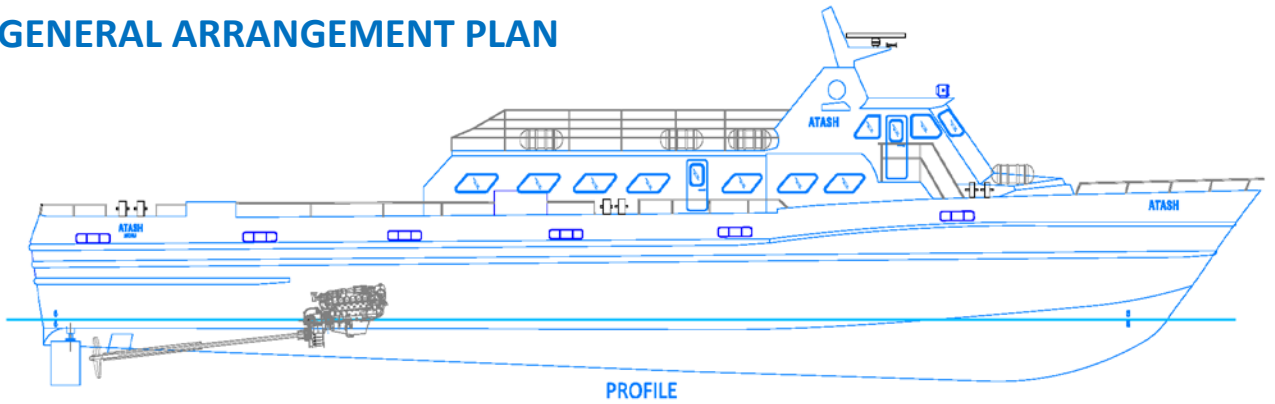 GENERAL ARRANGEMENT PLAN
ATASH
ATASH
ATASH
PROFILE